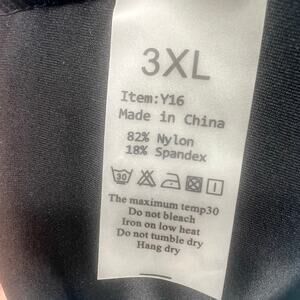 3XL
Item:Y16
Made in China
82% Nylon
18% Spandex
30
The maximum temp30
Do not bleach
Iron on low heat
Do not tumble dry
Hang dry